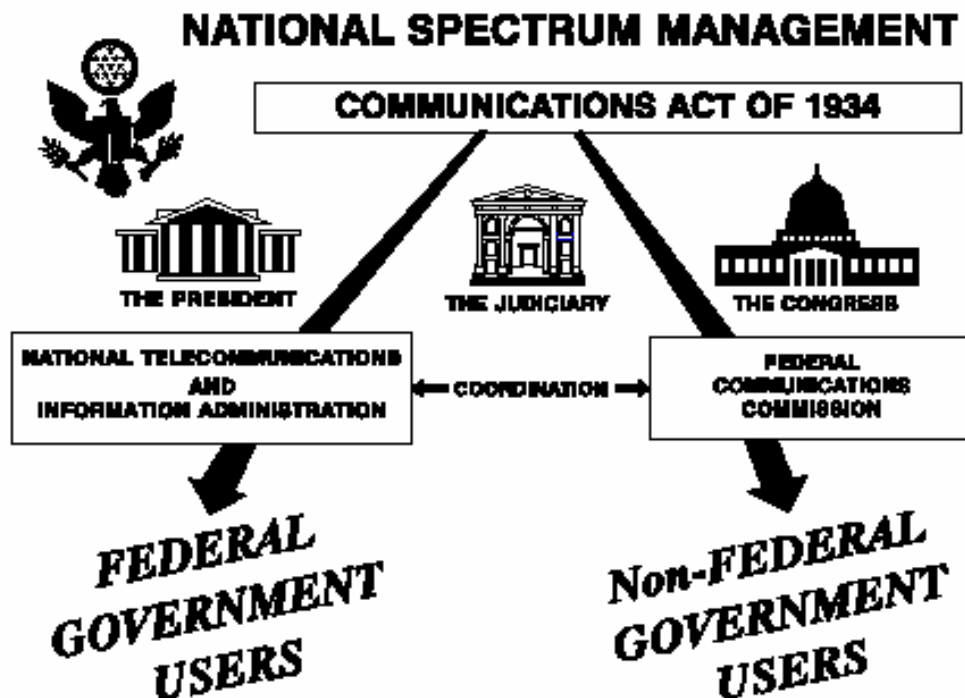 NATIONAL SPECTRUM MANAGEMENT
COMMUNICATIONS ACT OF 1934
THE PRESIDENT
THE JUDICIARY
THE CONGRESS
NATIONAL TELECOMMUNICATIONS
AND
INFORMATION ADMINISTRATION
COORDINATION
FEDERAL
COMMUNICATIONS
COMMISSION
FEDERAL
GOVERNMENT
USERS
Non-FEDERAL
GOVERNMENT
USERS